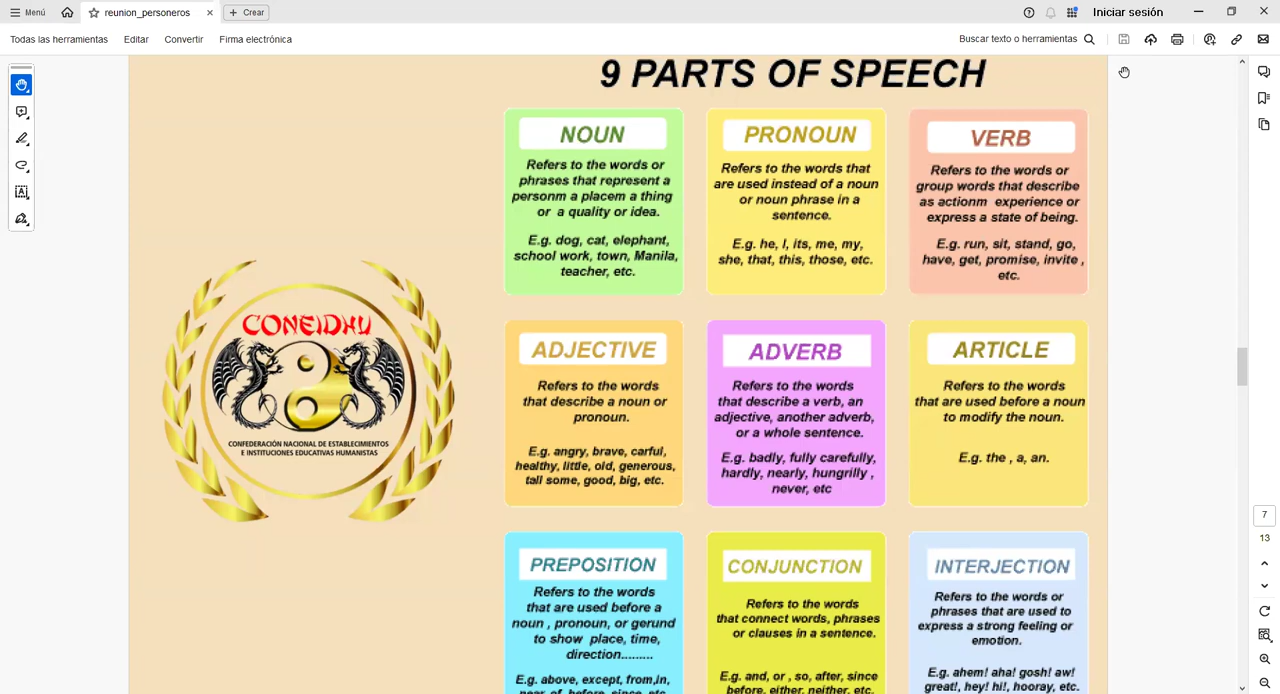 Menú
reunion_personeros
Crear
Iniciar sesión
Todas las herramientas
Editar
Convertir
Firma electrónica
Buscar texto o herramientas
9 PARTS OF SPEECH
NOUN
Refers to the words or
phrases that represent a
personm a placem a thing
or a quality or idea.
E.g. dog, cat, elephant,
school work, town, Manila,
teacher, etc.
PRONOUN
Refers to the words that
are used instead of a noun
or noun phrase in a
sentence.
E.g. he, I, its, me, my,
she, that, this, those, etc.
VERB
Refers to the words or
group words that describe
as actionm experience or
express a state of being.
E.g. run, sit, stand, go,
have, get, promise, invite ,
etc.
CONEIDHU
CONFEDERACIÓN NACIONAL DE ESTABLECIMIENTOS
E INSTITUCIONES EDUCATIVAS HUMANISTAS
ADJECTIVE
Refers to the words
that describe a noun or
pronoun.
E.g. angry, brave, carful,
healthy, little, old, generous,
tall some, good, big, etc.
ADVERB
Refers to the words
that describe a verb, an
adjective, another adverb,
or a whole sentence.
E.g. badly, fully carefully,
hardly, nearly, hungrilly ,
never, etc
ARTICLE
Refers to the words
that are used before a noun
to modify the noun.
E.g. the , a, an.
PREPOSITION
Refers to the words
that are used before a
noun , pronoun, or gerund
to show place, time,
direction.........
E.g. above, except, from,in,
near, of, before, since, etc.
CONJUNCTION
Refers to the words
that connect words, phrases
or clauses in a sentence.
E.g. and, or , so, after, since
before, either, neither, etc.
INTERJECTION
Refers to the words or
phrases that are used to
express a strong feeling or
emotion.
E.g. ahem! aha! gosh! aw!
great!, hey! hi!, hooray, etc.
7
13